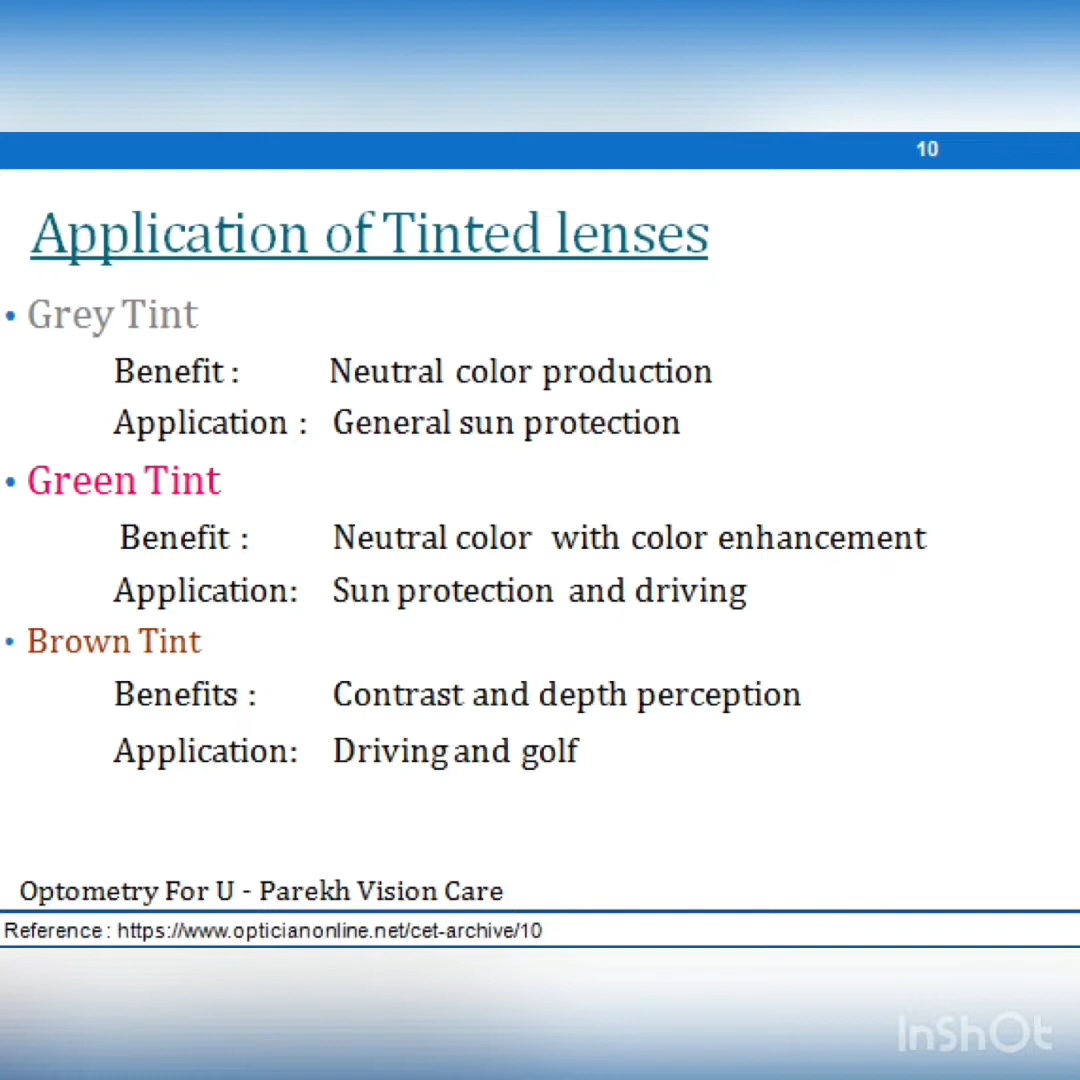 10
Application of Tinted lenses
• Grey Tint
Benefit : Neutral color production
Application : General sun protection
• Green Tint
Benefit : Neutral color with color enhancement
Application: Sun protection and driving
• Brown Tint
Benefits : Contrast and depth perception
Application: Driving and golf
Optometry For U - Parekh Vision Care
Reference : https://www.opticianonline.net/cet-archive/10
InShOt